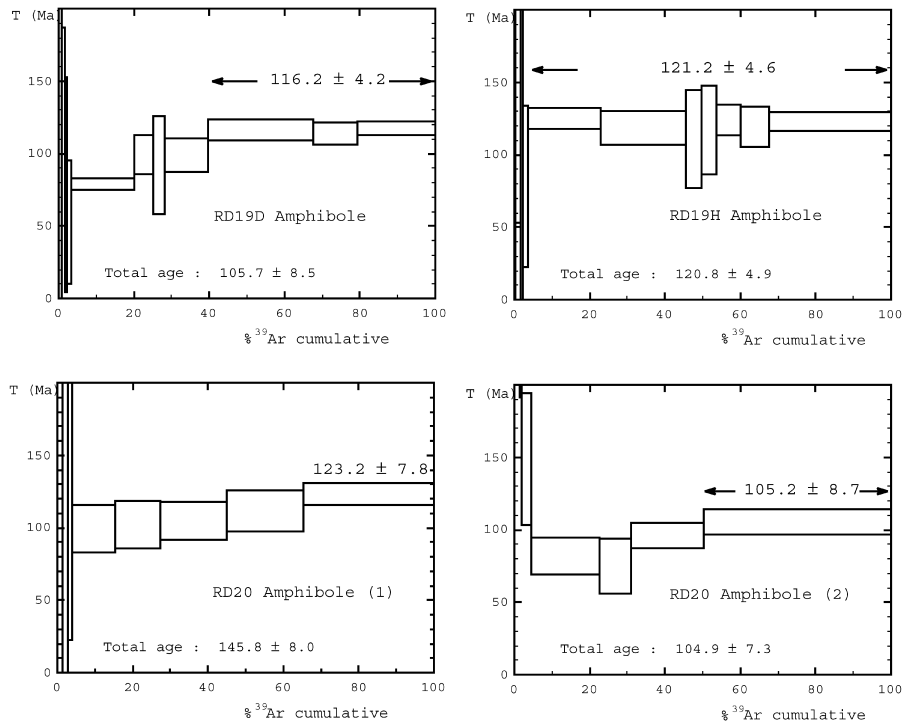 T (Ma)
150
100
50
0
116.2 ± 4.2
RD19D Amphibole
Total age : 105.7 ± 8.5
0 20 40 60 80 100
% 39Ar cumulative
T (Ma)
150
100
50
0
121.2 ± 4.6
RD19H Amphibole
Total age : 120.8 ± 4.9
0 20 40 60 80 100
% 39Ar cumulative
T (Ma)
150
100
50
0
123.2 ± 7.8
RD20 Amphibole (1)
Total age : 145.8 ± 8.0
0 20 40 60 80 100
% 39Ar cumulative
T (Ma)
150
100
50
0
105.2 ± 8.7
RD20 Amphibole (2)
Total age : 104.9 ± 7.3
0 20 40 60 80 100
% 39Ar cumulative